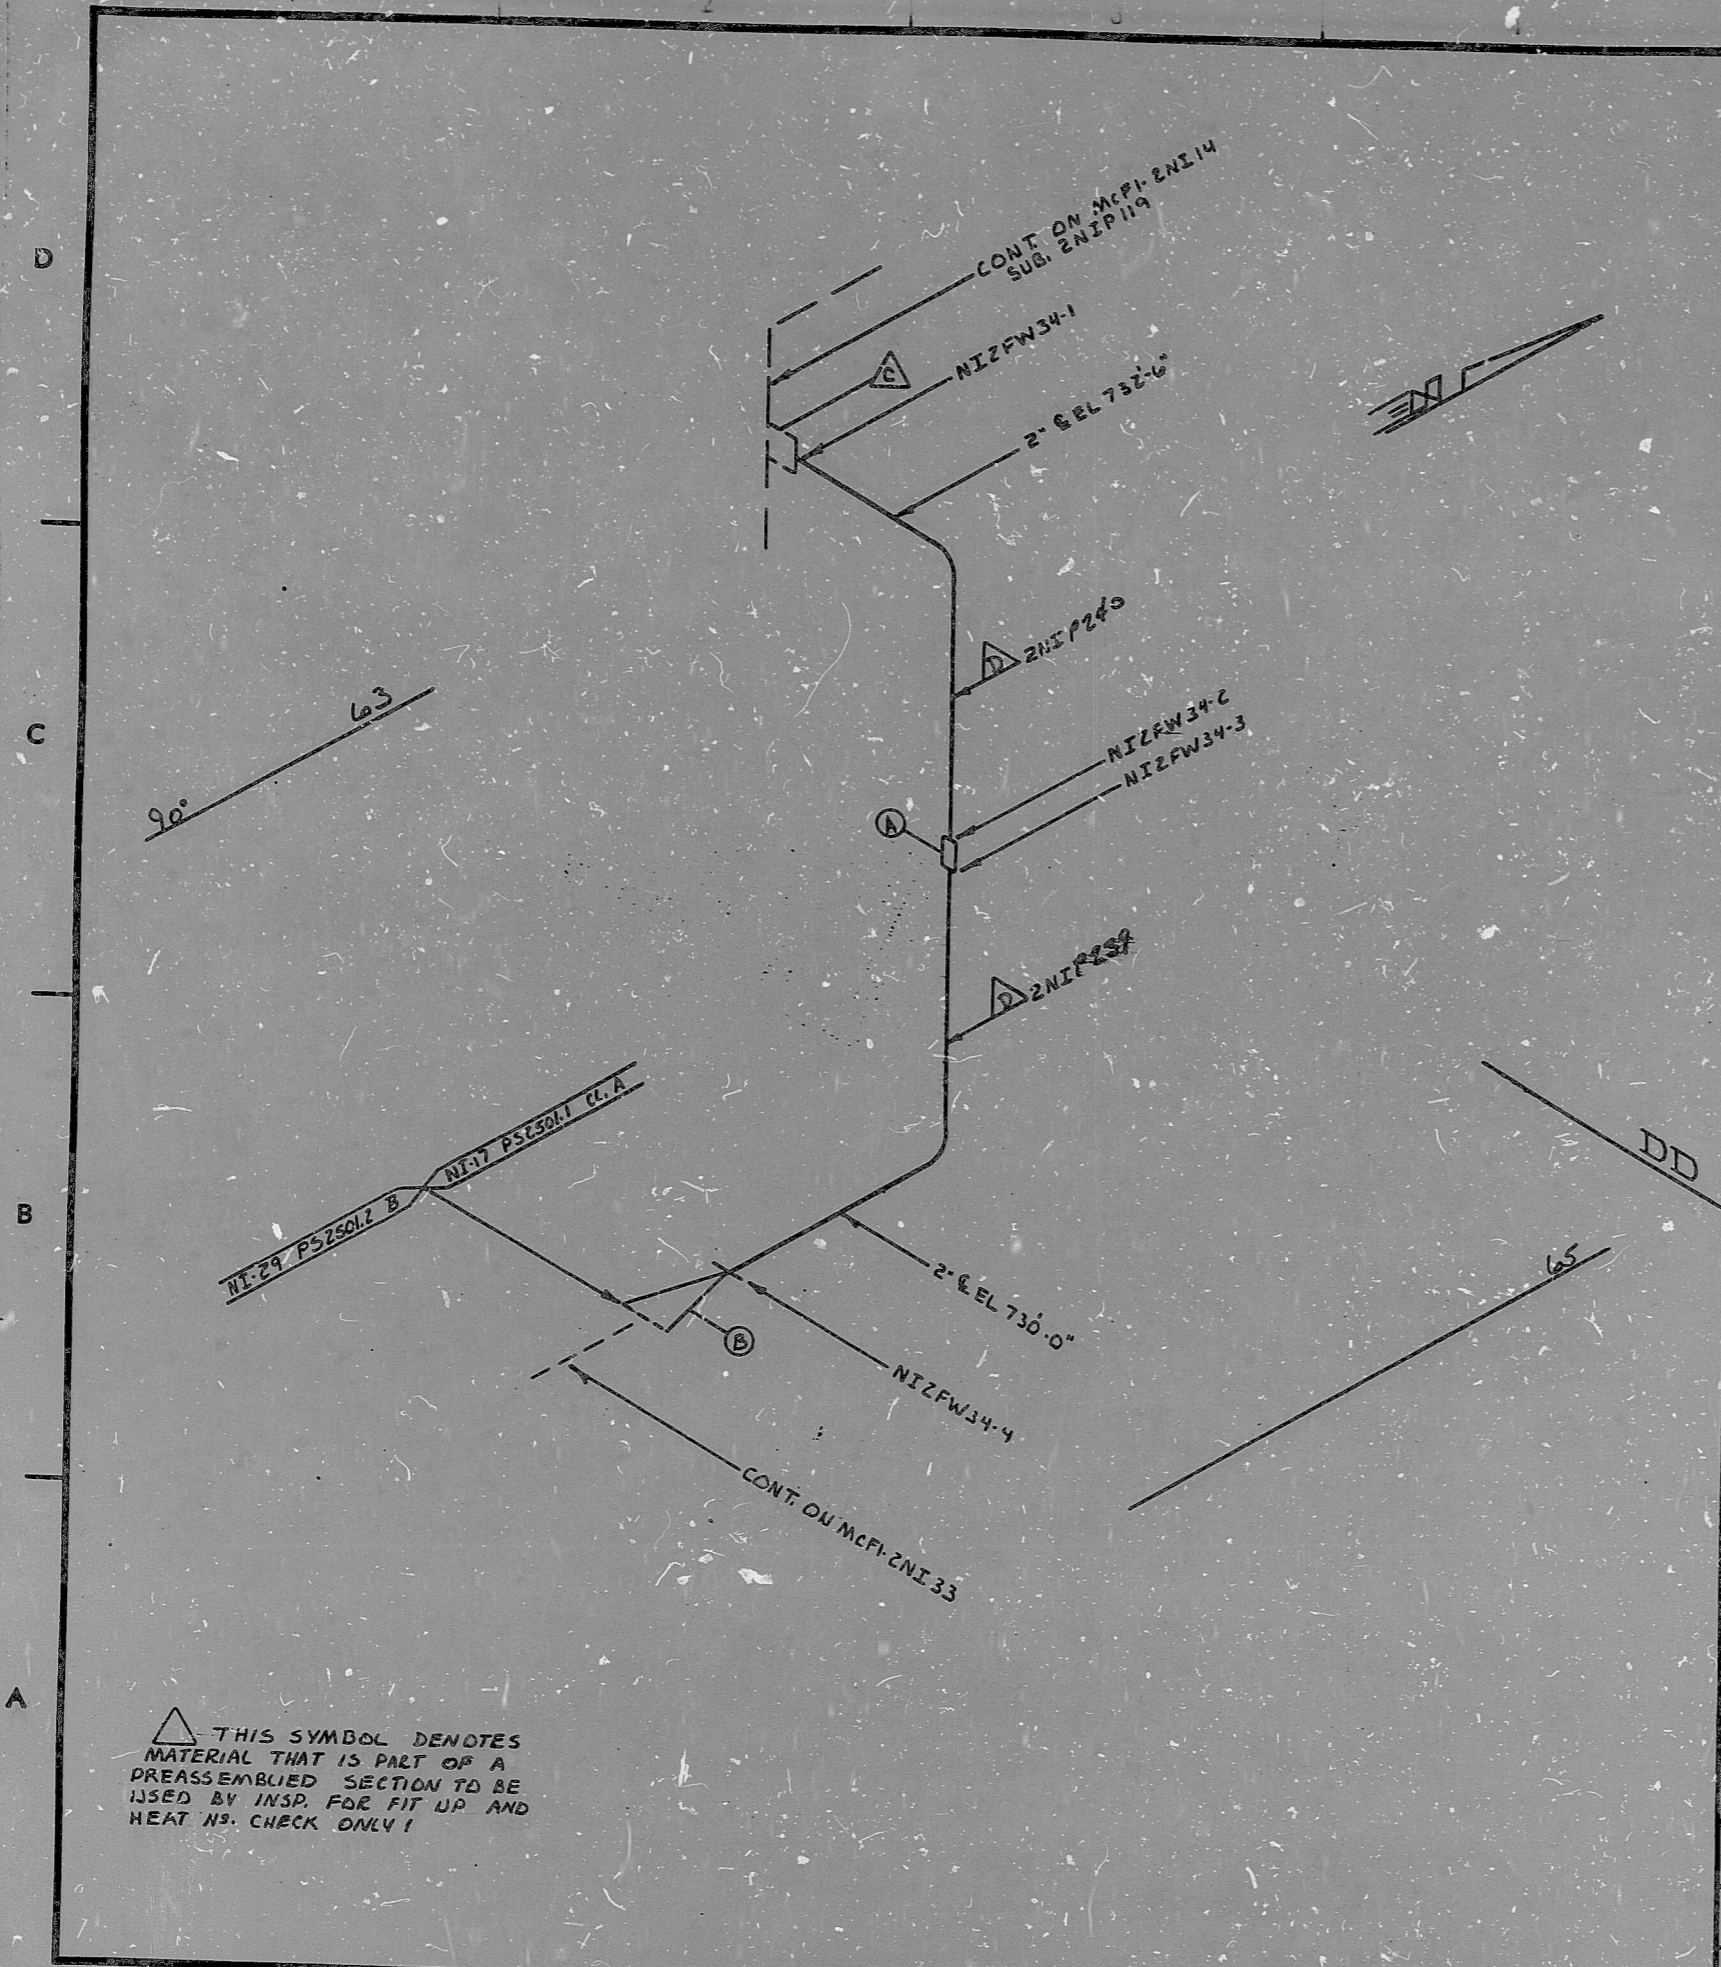 2
3
D
CONT. ON McFI-2NI14
SUB. 2NIP119
C
NI2FW34-1
2" ℄ EL 732'-6"
N
D 2NIP240
63
90°
C
NI2FW34-2
NI2FW34-3
A
D
NI-17 PS2501.1 CL. A
NI-29 PS2501.2 B
B
DD
65
2" ℄ EL 730'-0"
B
NI2FW34-4
CONT. ON McFI-2NI33
A
THIS SYMBOL DENOTES
MATERIAL THAT IS PART OF A
PREASSEMBLIED SECTION TO BE
USED BY INSP. FOR FIT UP AND
HEAT NO. CHECK ONLY!